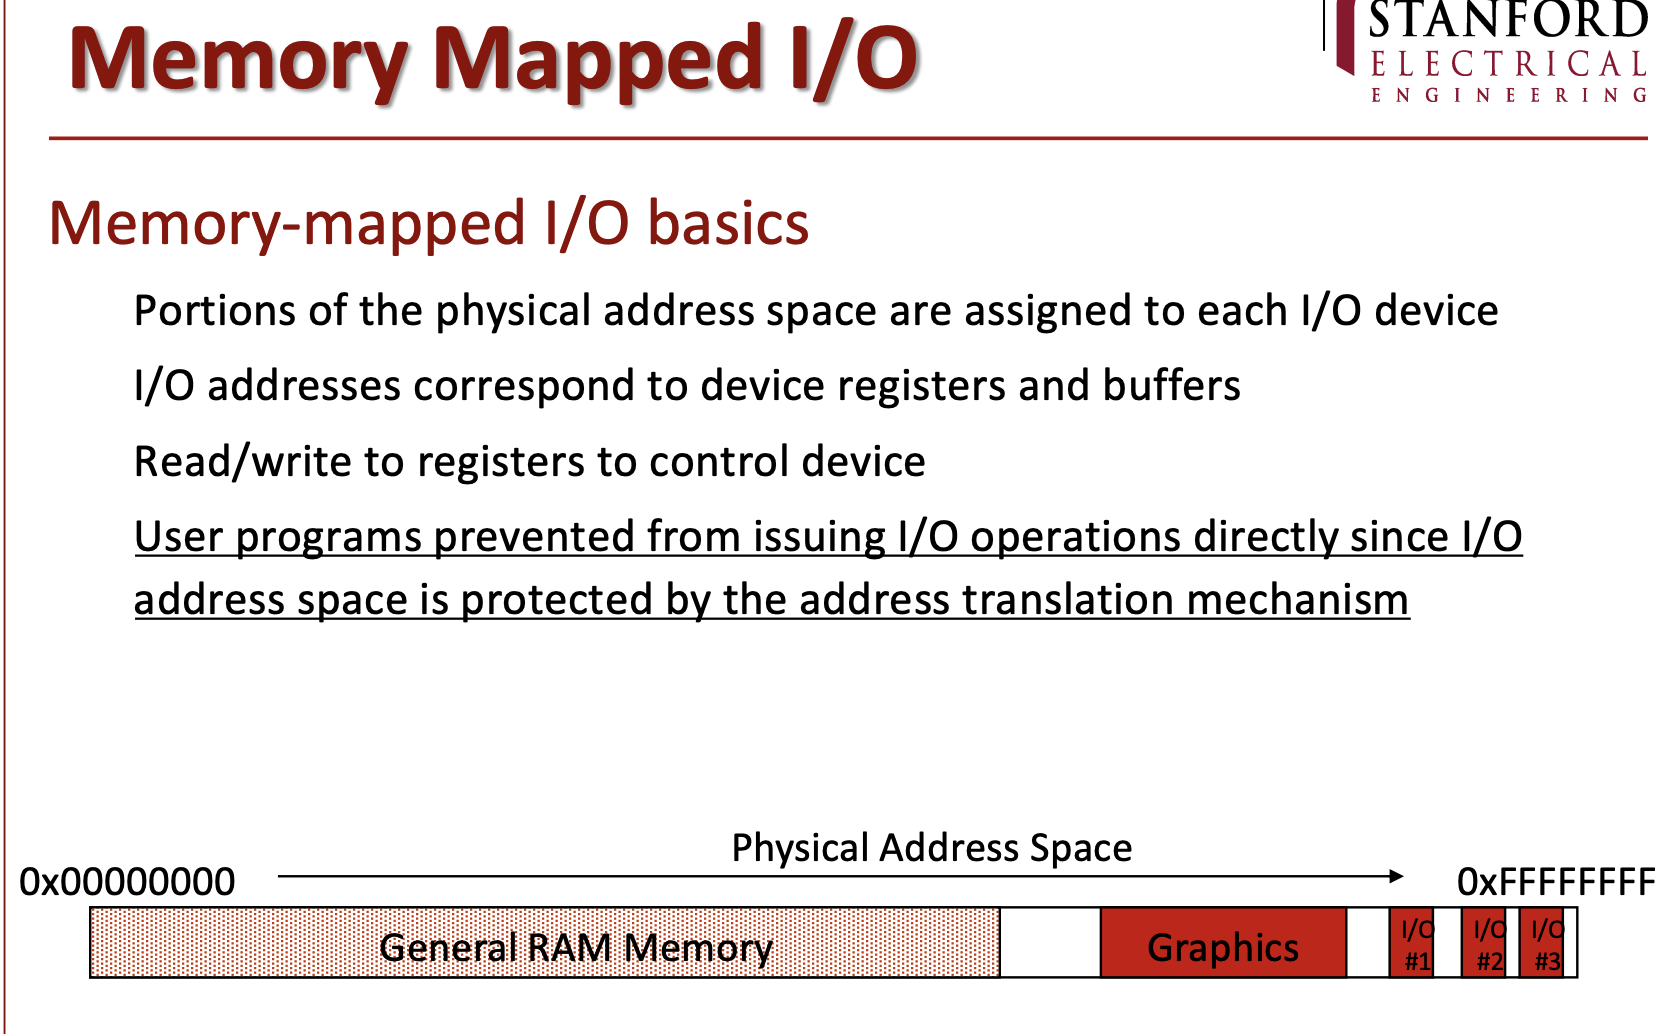 Memory Mapped I/O
STANFORD
ELECTRICAL
ENGINEERING
Memory-mapped I/O basics
Portions of the physical address space are assigned to each I/O device
I/O addresses correspond to device registers and buffers
Read/write to registers to control device
User programs prevented from issuing I/O operations directly since I/O
address space is protected by the address translation mechanism
Physical Address Space
0x00000000
0xFFFFFFFF
General RAM Memory
Graphics
I/O
#1
I/O
#2
I/O
#3